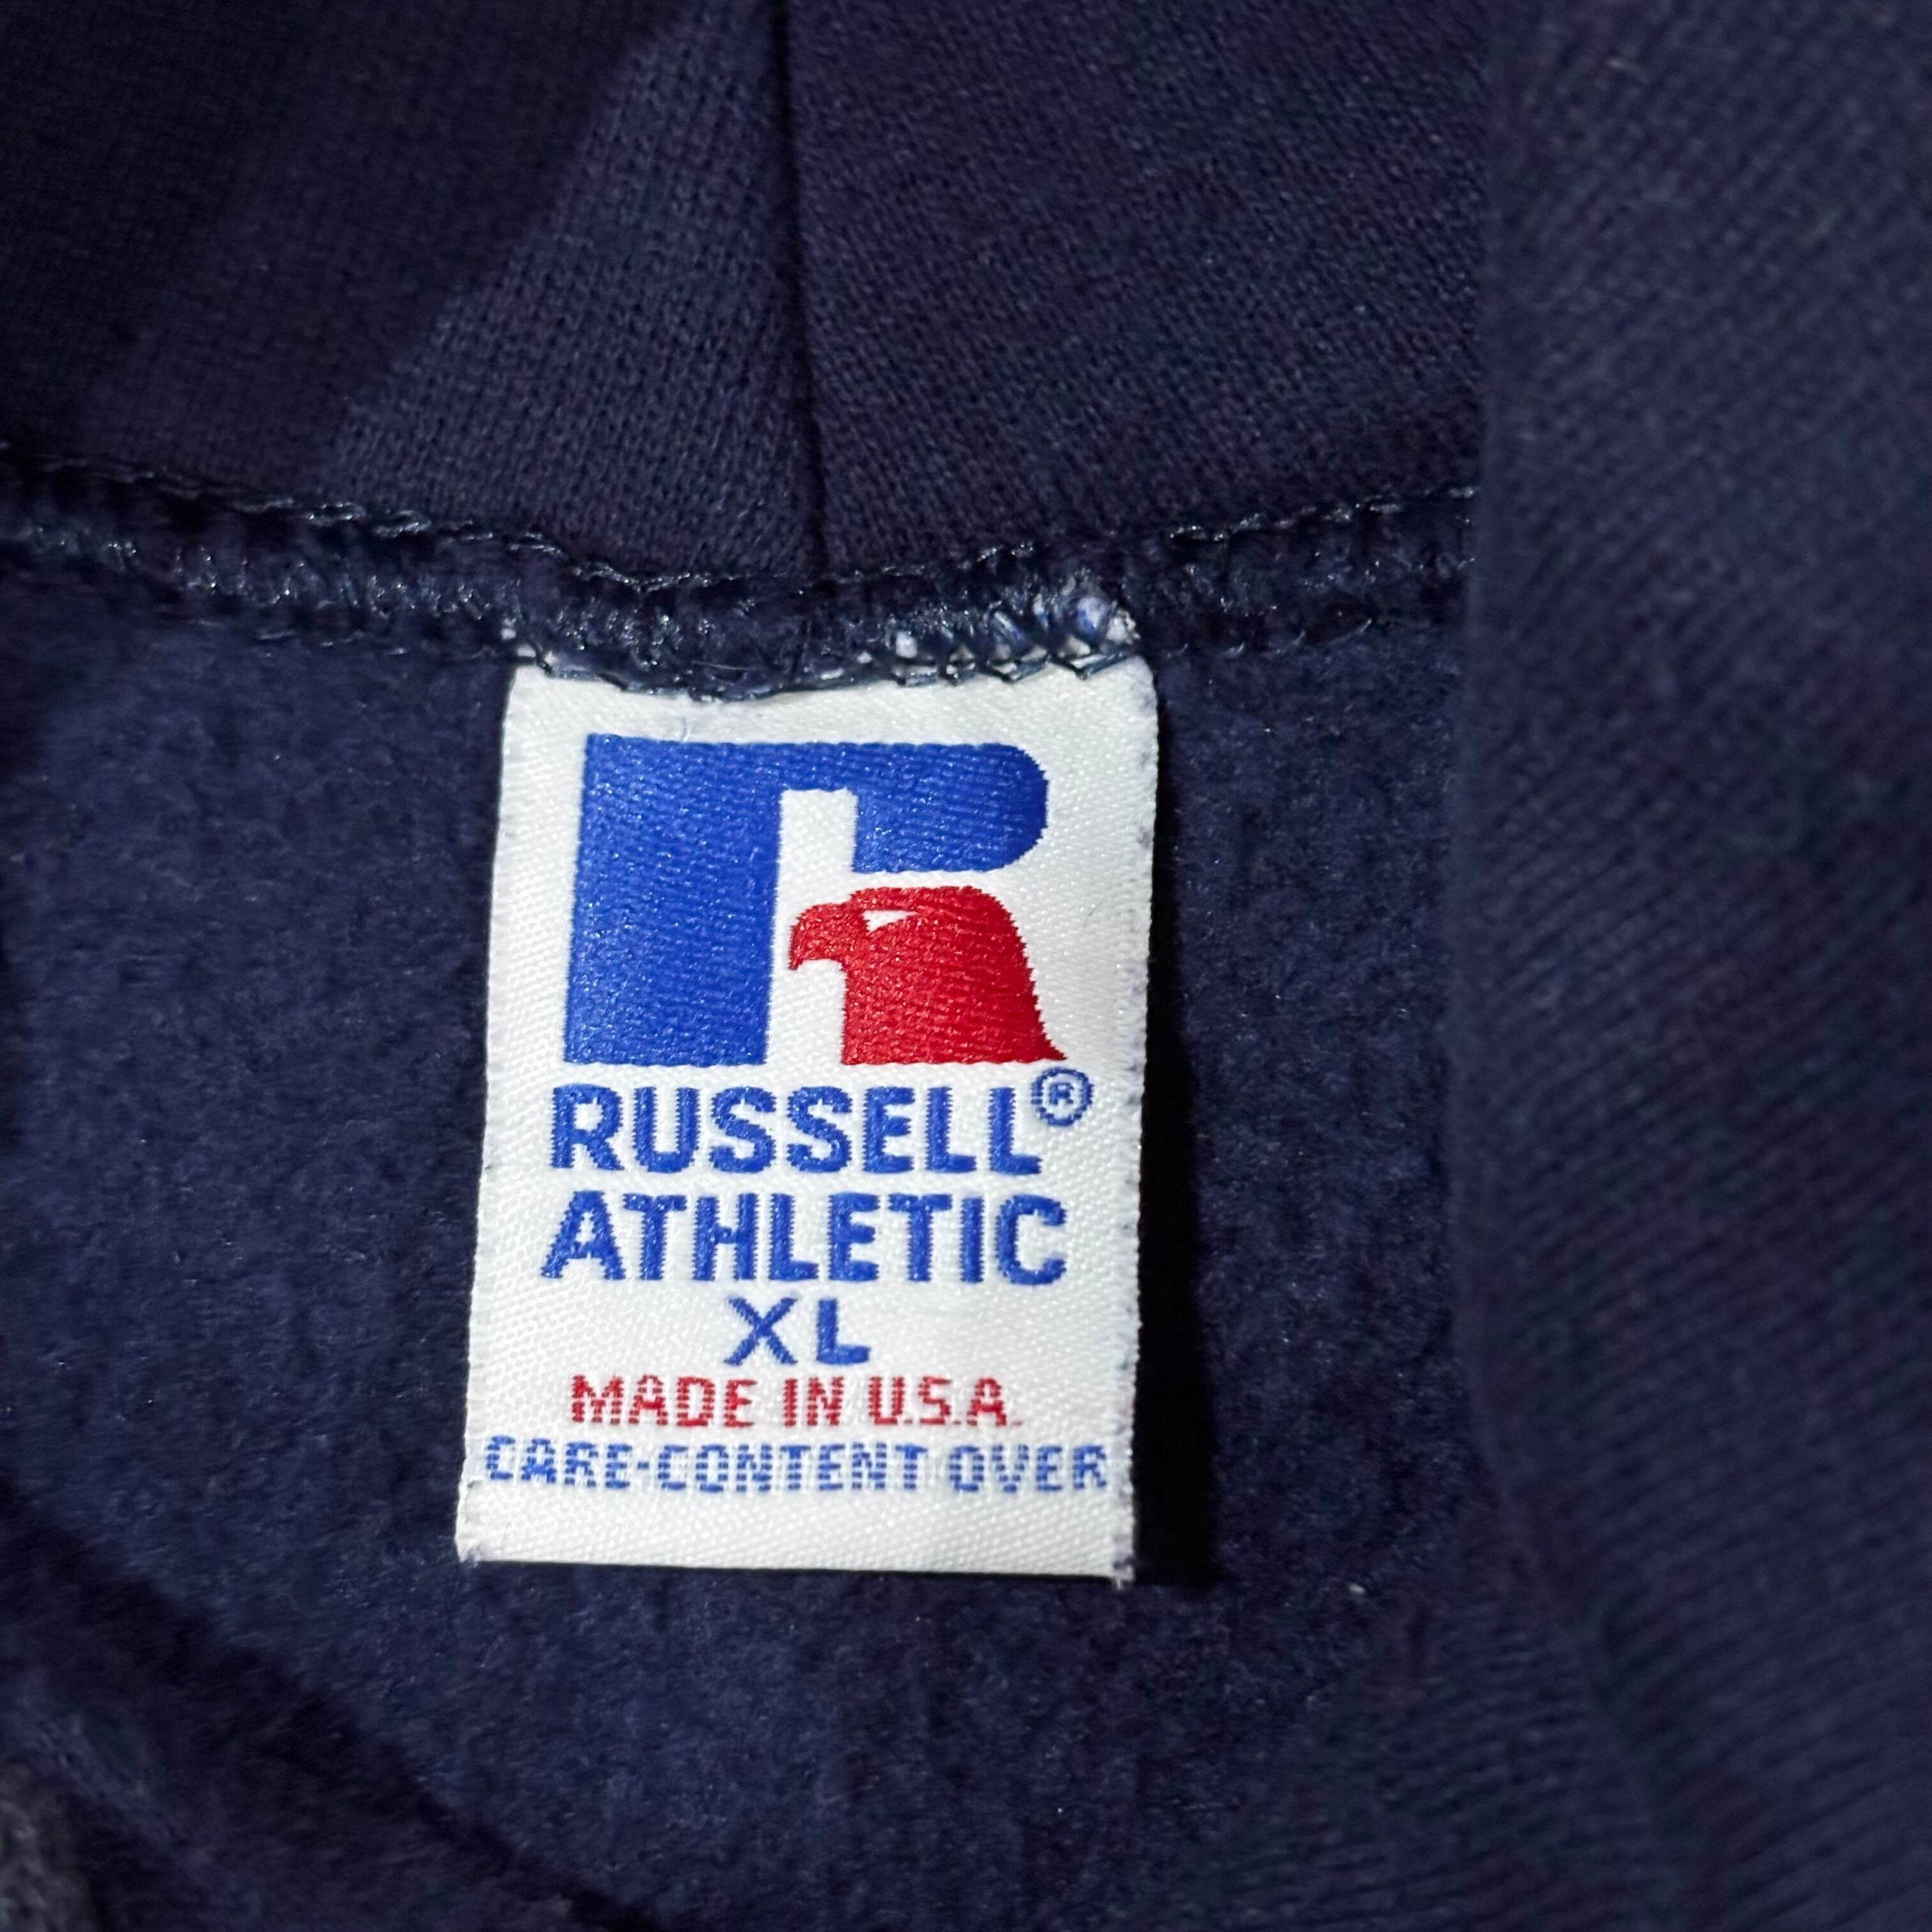 RUSSELL®
ATHLETIC
XL
MADE IN U.S.A.
CARE-CONTENT OVER